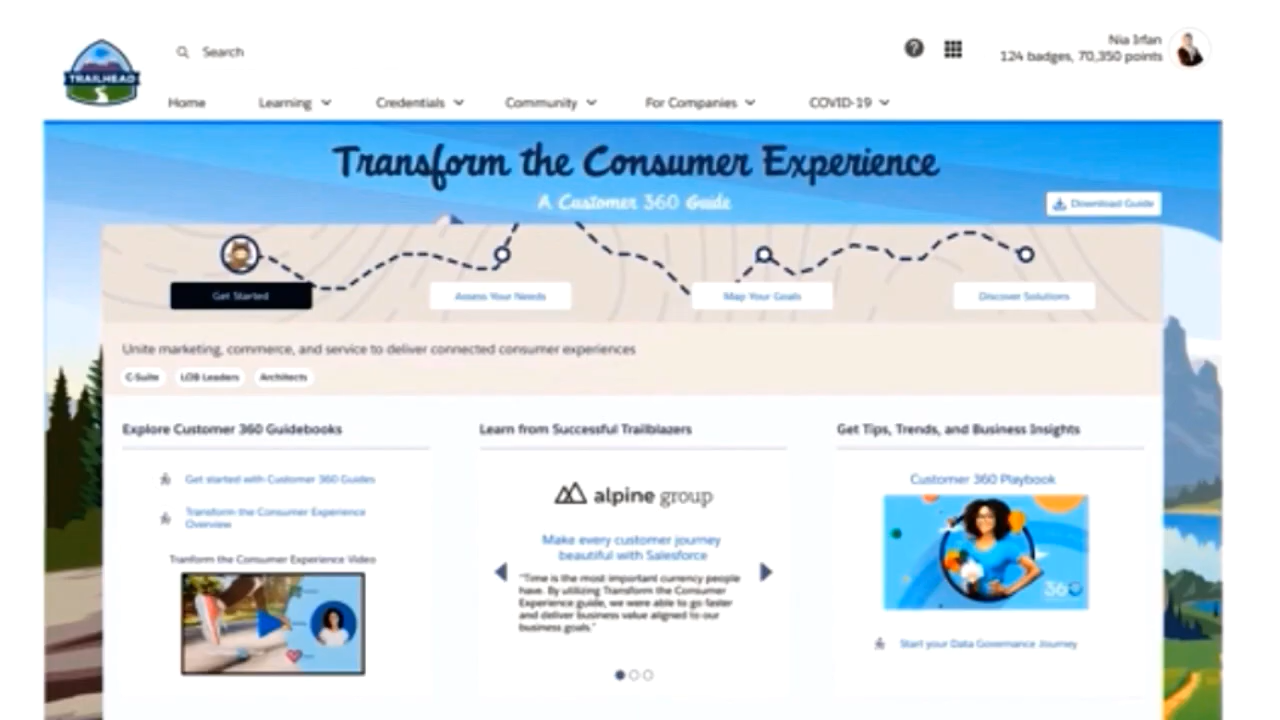 TRAILHEAD
Search
Nia Irfan
124 badges, 70,350 points
Home
Learning
Credentials
Community
For Companies
COVID-19
Transform the Consumer Experience
A Customer 360 Guide
Download Guide
Get Started
Assess Your Needs
Map Your Goals
Discover Solutions
Unite marketing, commerce, and service to deliver connected consumer experiences
C-Suite
LOB Leaders
Architects
Explore Customer 360 Guidebooks
Get started with Customer 360 Guides
Transform the Consumer Experience
Overview
Tranform the Consumer Experience Video
Learn from Successful Trailblazers
alpine group
Make every customer journey
beautiful with Salesforce
"Time is the most important currency people
have. By utilizing Transform the Consumer
Experience guide, we were able to go faster
and deliver business value aligned to our
business goals."
Get Tips, Trends, and Business Insights
Customer 360 Playbook
360
Start your Data Governance Journey